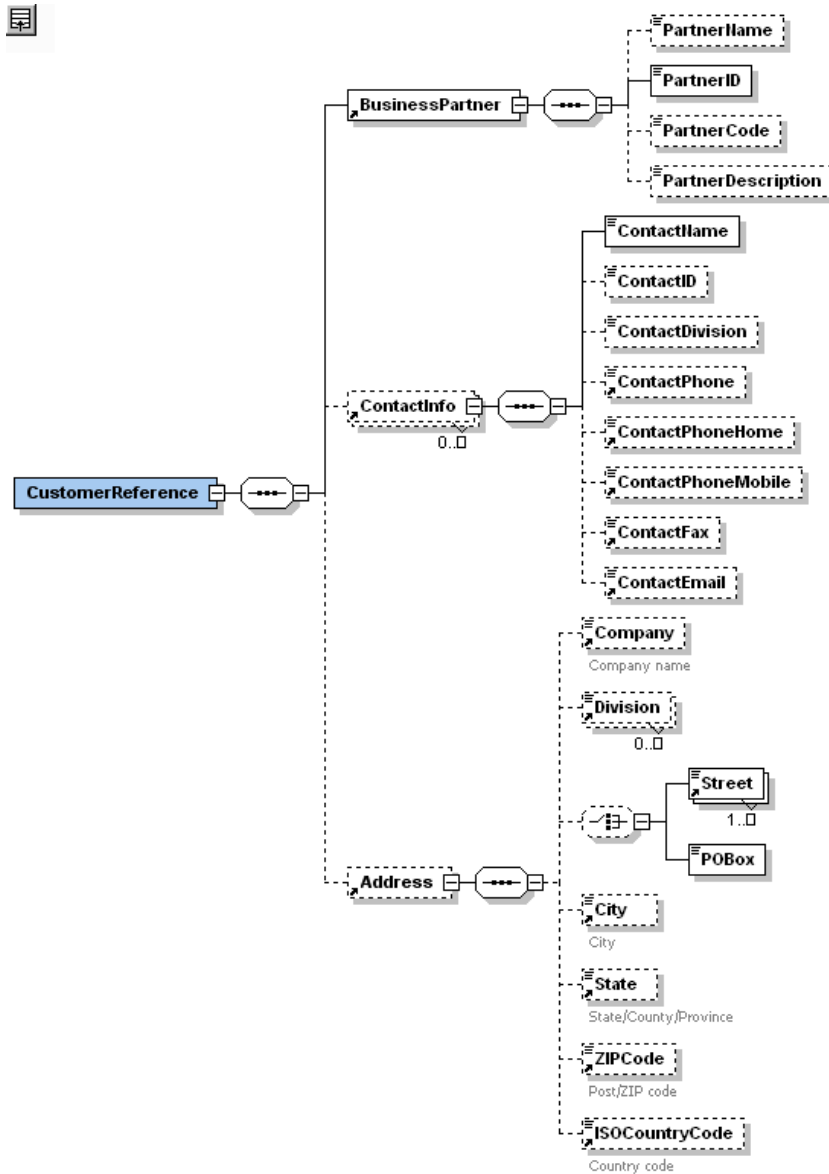 PartnerName
BusinessPartner
PartnerID
PartnerCode
PartnerDescription
ContactName
ContactID
ContactDivision
ContactPhone
ContactInfo
0..
ContactPhoneHome
ContactPhoneMobile
CustomerReference
ContactFax
ContactEmail
Company
Company name
Division
0..
Street
1..
POBox
Address
City
City
State
State/County/Province
ZIPCode
Post/ZIP code
ISOCountryCode
Country code